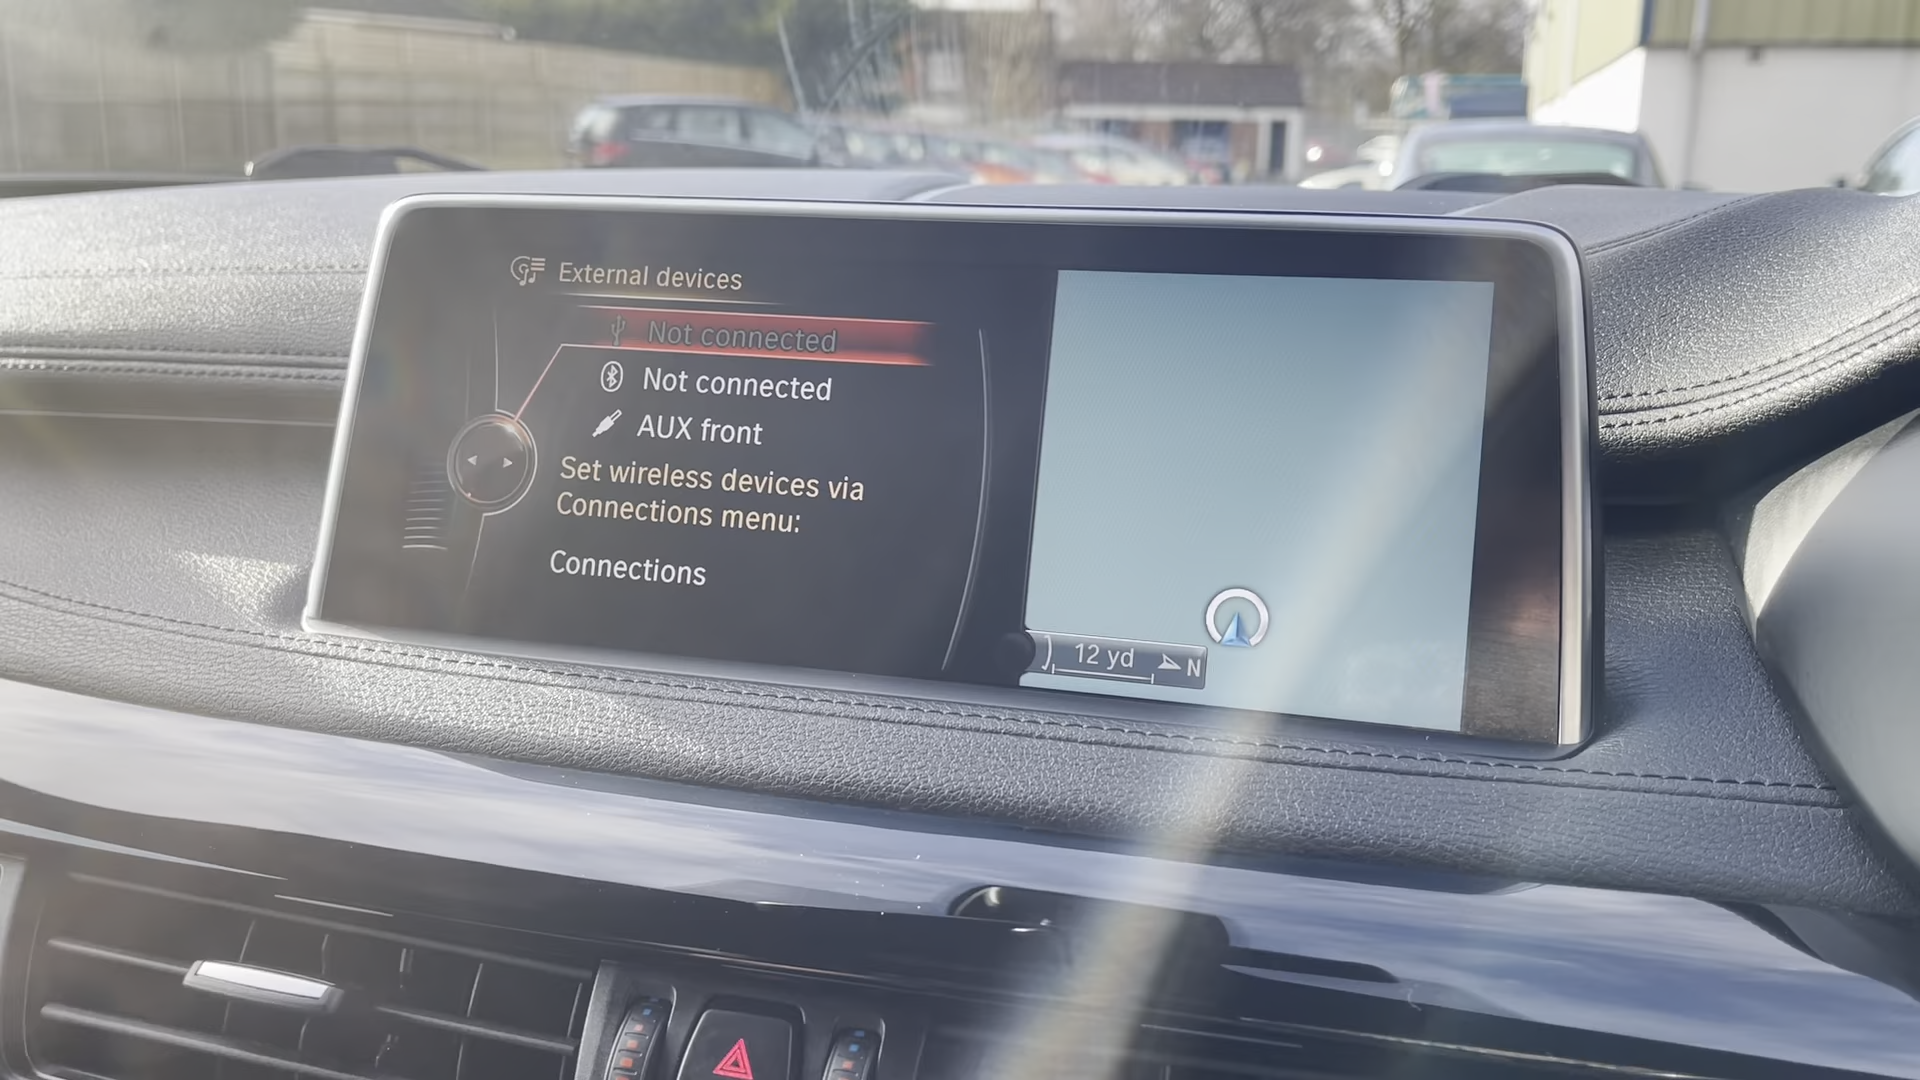 External devices
Not connected
Not connected
AUX front
Set wireless devices via
Connections menu:
Connections
12 yd N